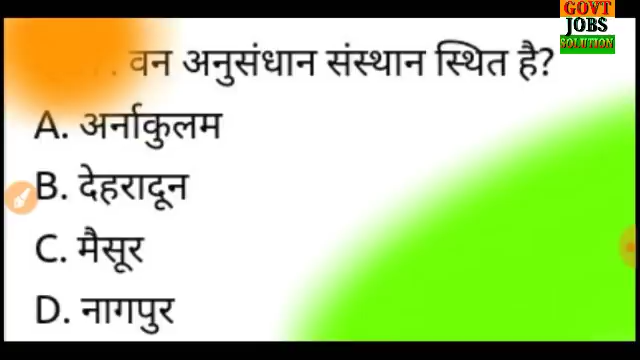 GOVT
JOBS
SOLUTION
वन अनुसंधान संस्थान स्थित है?
A. अर्नाकुलम
B. देहरादून
C. मैसूर
D. नागपुर